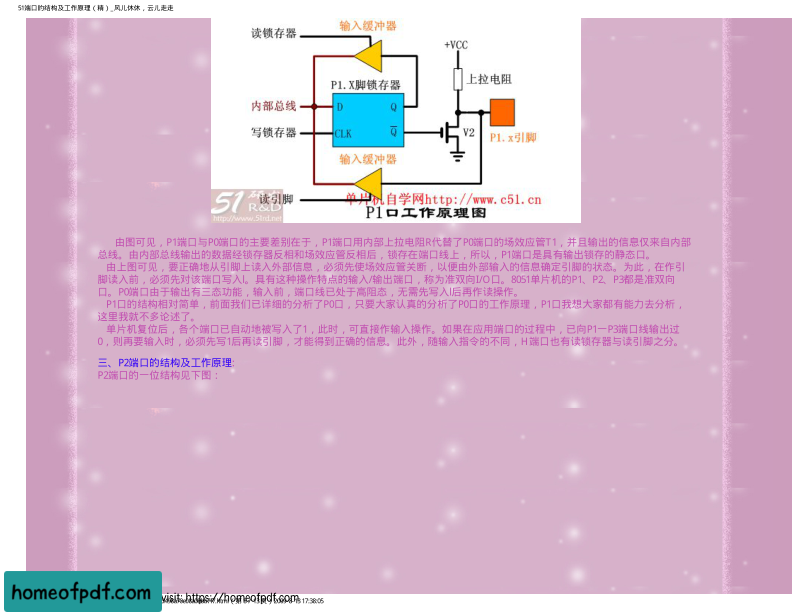 51端口的结构及工作原理（精）_风儿休休，云儿走走
读锁存器
输入缓冲器
+VCC
上拉电阻
P1.X脚锁存器
内部总线
D
Q
写锁存器
CLK
Q
V2
P1.x引脚
输入缓冲器
读引脚
51
R&D
http://www.51rd.net
单片机自学网http://www.c51.cn
P1口工作原理图
由图可见，P1端口与P0端口的主要差别在于，P1端口用内部上拉电阻R代替了P0端口的场效应管T1，并且输出的信息仅来自内部
总线。由内部总线输出的数据经锁存器反相和场效应管反相后，锁存在端口线上，所以，P1端口是具有输出锁存的静态口。
由上图可见，要正确地从引脚上读入外部信息，必须先使场效应管关断，以便由外部输入的信息确定引脚的状态。为此，在作引
脚读入前，必须先对该端口写入l。具有这种操作特点的输入/输出端口，称为准双向I/O口。8051单片机的P1、P2、P3都是准双向
口。P0端口由于输出有三态功能，输入前，端口线已处于高阻态，无需先写入l后再作读操作。
P1口的结构相对简单，前面我们已详细的分析了P0口，只要大家认真的分析了P0口的工作原理，P1口我想大家都有能力去分析，
这里我就不多论述了。
单片机复位后，各个端口已自动地被写入了1，此时，可直接作输入操作。如果在应用端口的过程中，已向P1一P3端口线输出过
0，则再要输入时，必须先写1后再读引脚，才能得到正确的信息。此外，随输入指令的不同，H端口也有读锁存器与读引脚之分。
三、P2端口的结构及工作原理:
P2端口的一位结构见下图：
homeofpdf.com
visit: https://homeofpdf.com
17:38:05